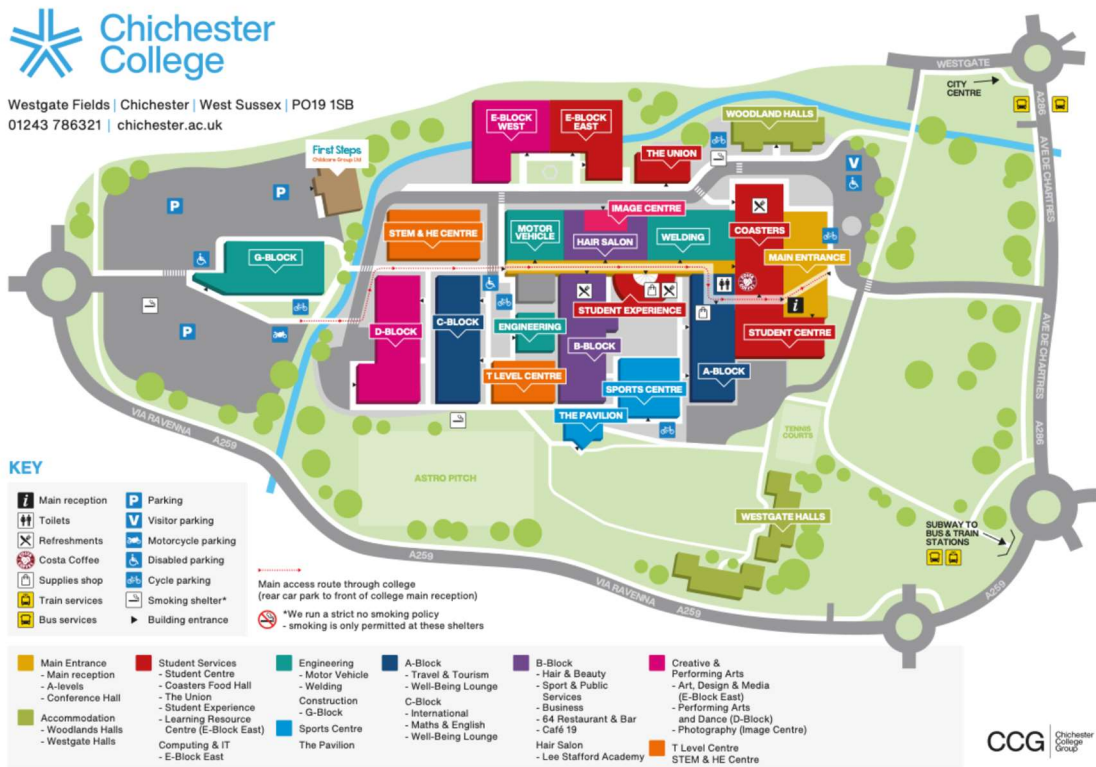 Chichester
College
Westgate Fields | Chichester | West Sussex | PO19 1SB
01243 786321 | chichester.ac.uk
First Steps
Childcare Group Ltd
E-BLOCK
WEST
E-BLOCK
EAST
THE UNION
WOODLAND HALLS
WESTGATE
CITY
CENTRE
A286
AVE DE CHARTRES
AVE DE CHARTRES
A286
P
V
STEM & HE CENTRE
MOTOR
VEHICLE
IMAGE CENTRE
HAIR SALON
WELDING
COASTERS
MAIN ENTRANCE
G-BLOCK
P
D-BLOCK
C-BLOCK
ENGINEERING
STUDENT EXPERIENCE
B-BLOCK
STUDENT CENTRE
T LEVEL CENTRE
SPORTS CENTRE
A-BLOCK
THE PAVILION
TENNIS
COURTS
VIA RAVENNA
A259
ASTRO PITCH
WESTGATE HALLS
SUBWAY TO
BUS & TRAIN
STATIONS
A259
VIA RAVENNA
A259
A259
KEY
i Main reception
Toilets
Refreshments
Costa Coffee
Supplies shop
Train services
Bus services
P Parking
V Visitor parking
Motorcycle parking
Disabled parking
Cycle parking
Smoking shelter*
Building entrance
Main access route through college
(rear car park to front of college main reception)
*We run a strict no smoking policy
- smoking is only permitted at these shelters
Main Entrance
- Main reception
- A-levels
- Conference Hall
Accommodation
- Woodlands Halls
- Westgate Halls
Student Services
- Student Centre
- Coasters Food Hall
- The Union
- Student Experience
- Learning Resource
Centre (E-Block East)
Computing & IT
- E-Block East
Engineering
- Motor Vehicle
- Welding
Construction
- G-Block
Sports Centre
The Pavilion
A-Block
- Travel & Tourism
- Well-Being Lounge
C-Block
- International
- Maths & English
- Well-Being Lounge
B-Block
- Hair & Beauty
- Sport & Public
Services
- Business
- 64 Restaurant & Bar
- Café 19
Hair Salon
- Lee Stafford Academy
Creative &
Performing Arts
- Art, Design & Media
(E-Block East)
- Performing Arts
and Dance (D-Block)
- Photography (Image Centre)
T Level Centre
STEM & HE Centre
CCG
Chichester
College
Group